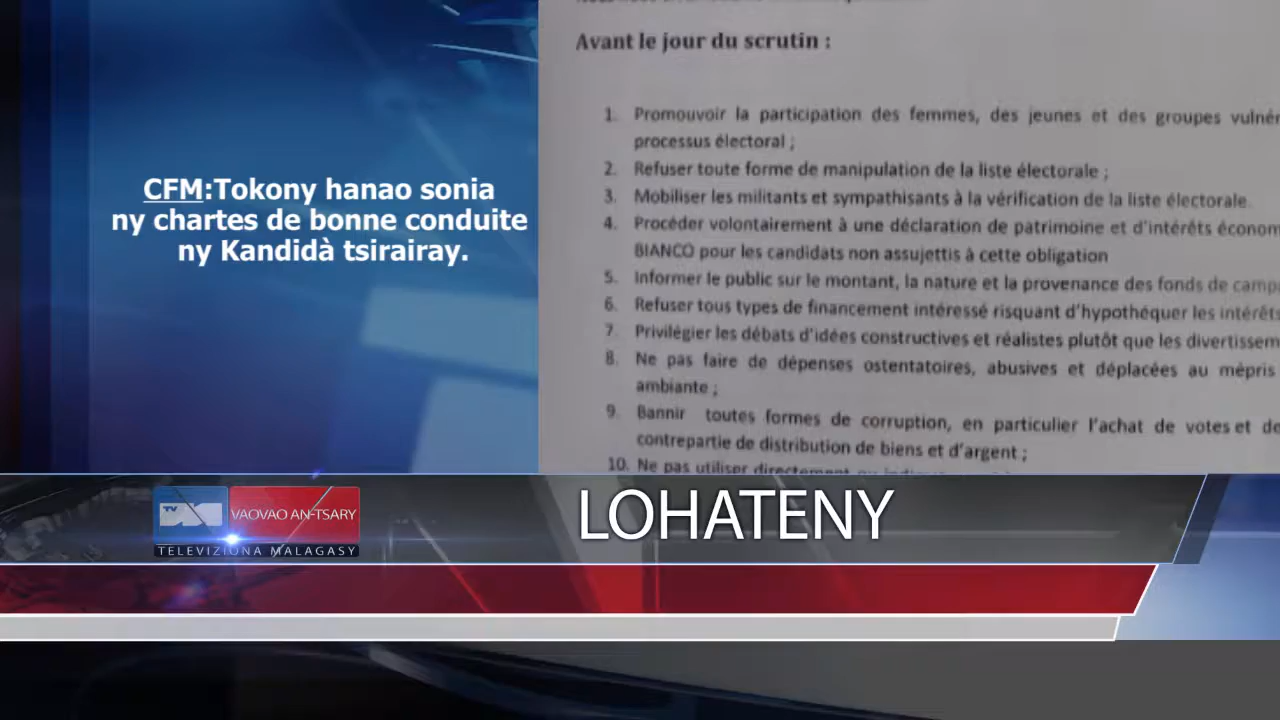 CFM:Tokony hanao sonia
ny chartes de bonne conduite
ny Kandidà tsirairay.
Avant le jour du scrutin :
1. Promouvoir la participation des femmes, des jeunes et des groupes vulnér
processus électoral ;
2. Refuser toute forme de manipulation de la liste électorale ;
3. Mobiliser les militants et sympathisants à la vérification de la liste électorale.
4. Procéder volontairement à une déclaration de patrimoine et d'intérêts économ
BIANCO pour les candidats non assujettis à cette obligation
5. Informer le public sur le montant, la nature et la provenance des fonds de campa
6. Refuser tous types de financement intéressé risquant d'hypothéquer les intérêts
7. Privilégier les débats d'idées constructives et réalistes plutôt que les divertissem
8. Ne pas faire de dépenses ostentatoires, abusives et déplacées au mépris
ambiante ;
9. Bannir toutes formes de corruption, en particulier l'achat de votes et de
contrepartie de distribution de biens et d'argent ;
10. Ne pas utiliser directement
TV
VAOVAO AN-TSARY
TELEVIZIONA MALAGASY
LOHATENY